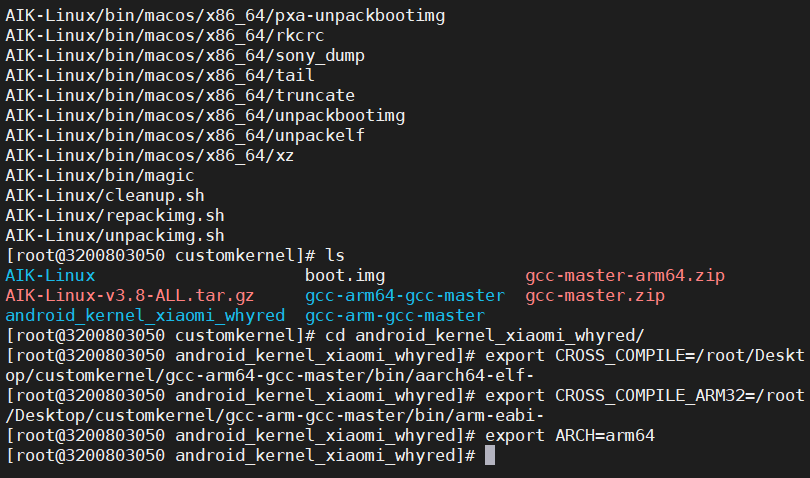 AIK-Linux/bin/macos/x86_64/pxa-unpackbootimg
AIK-Linux/bin/macos/x86_64/rkcrc
AIK-Linux/bin/macos/x86_64/sony_dump
AIK-Linux/bin/macos/x86_64/tail
AIK-Linux/bin/macos/x86_64/truncate
AIK-Linux/bin/macos/x86_64/unpackbootimg
AIK-Linux/bin/macos/x86_64/unpackelf
AIK-Linux/bin/macos/x86_64/xz
AIK-Linux/bin/magic
AIK-Linux/cleanup.sh
AIK-Linux/repackimg.sh
AIK-Linux/unpackimg.sh
[root@3200803050 customkernel]# ls
AIK-Linux boot.img gcc-master-arm64.zip
AIK-Linux-v3.8-ALL.tar.gz gcc-arm64-gcc-master gcc-master.zip
android_kernel_xiaomi_whyred gcc-arm-gcc-master
[root@3200803050 customkernel]# cd android_kernel_xiaomi_whyred/
[root@3200803050 android_kernel_xiaomi_whyred]# export CROSS_COMPILE=/root/Deskt
op/customkernel/gcc-arm64-gcc-master/bin/aarch64-elf-
[root@3200803050 android_kernel_xiaomi_whyred]# export CROSS_COMPILE_ARM32=/root
/Desktop/customkernel/gcc-arm-gcc-master/bin/arm-eabi-
[root@3200803050 android_kernel_xiaomi_whyred]# export ARCH=arm64
[root@3200803050 android_kernel_xiaomi_whyred]#